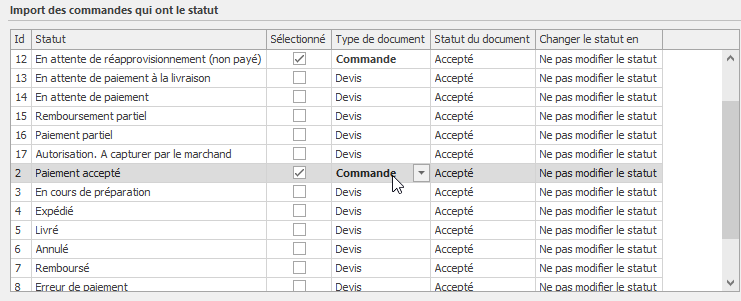 Import des commandes qui ont le statut
Id Statut Sélectionné Type de document Statut du document Changer le statut en
12 En attente de réapprovisionnement (non payé) Commande Accepté Ne pas modifier le statut
13 En attente de paiement à la livraison Devis Accepté Ne pas modifier le statut
14 En attente de paiement Devis Accepté Ne pas modifier le statut
15 Remboursement partiel Devis Accepté Ne pas modifier le statut
16 Paiement partiel Devis Accepté Ne pas modifier le statut
17 Autorisation. A capturer par le marchand Devis Accepté Ne pas modifier le statut
2 Paiement accepté Commande Accepté Ne pas modifier le statut
3 En cours de préparation Devis Accepté Ne pas modifier le statut
4 Expédié Devis Accepté Ne pas modifier le statut
5 Livré Devis Accepté Ne pas modifier le statut
6 Annulé Devis Accepté Ne pas modifier le statut
7 Remboursé Devis Accepté Ne pas modifier le statut
8 Erreur de paiement Devis Accepté Ne pas modifier le statut